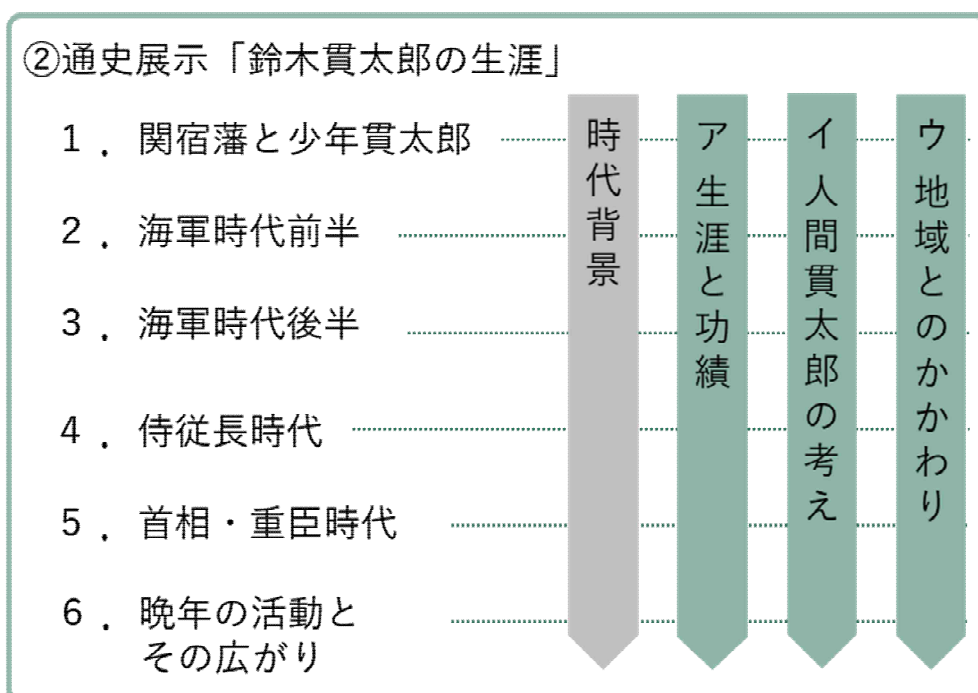 ②通史展示「鈴木貫太郎の生涯」
1．関宿藩と少年貫太郎
2．海軍時代前半
3．海軍時代後半
4．侍従長時代
5．首相・重臣時代
6．晩年の活動と
その広がり
時代背景
ア 生涯と功績
イ 人間貫太郎の考え
ウ 地域とのかかわり